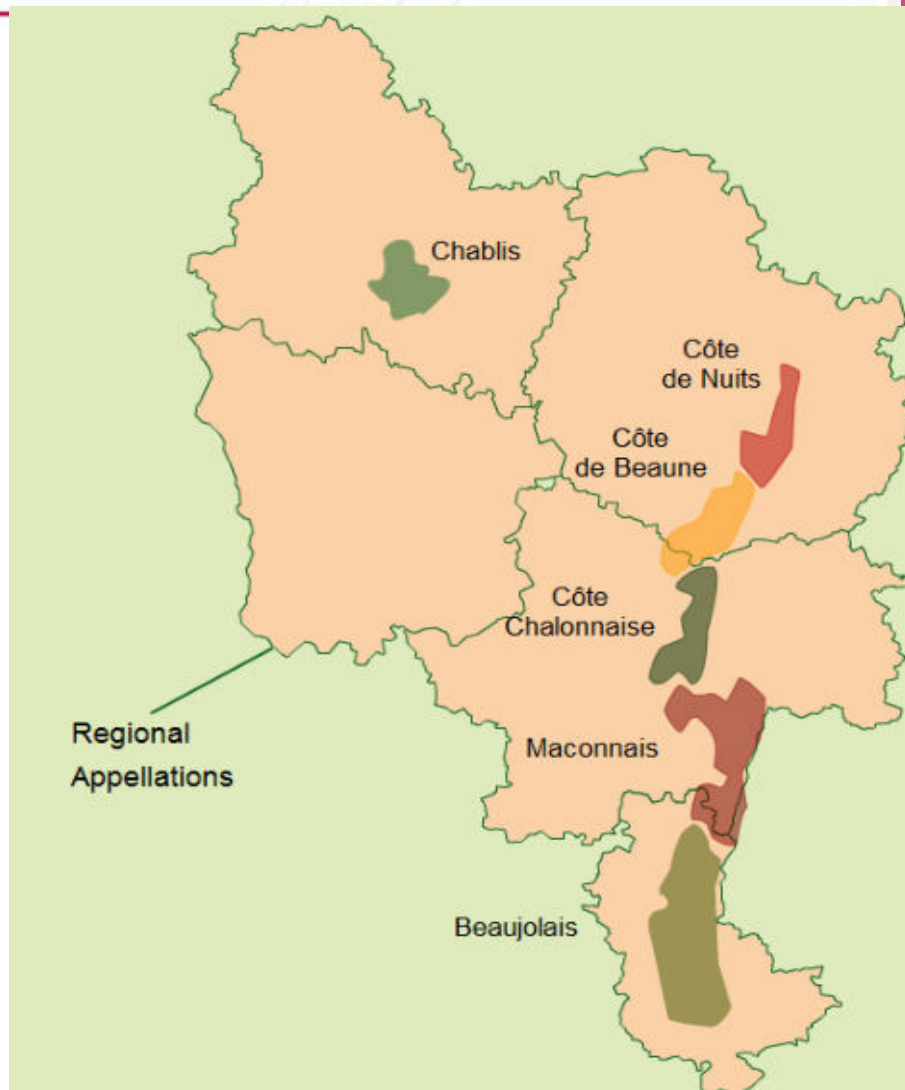 Chablis
Côte
de Nuits
Côte
de Beaune
Côte
Chalonnaise
Regional
Appellations
Maconnais
Beaujolais